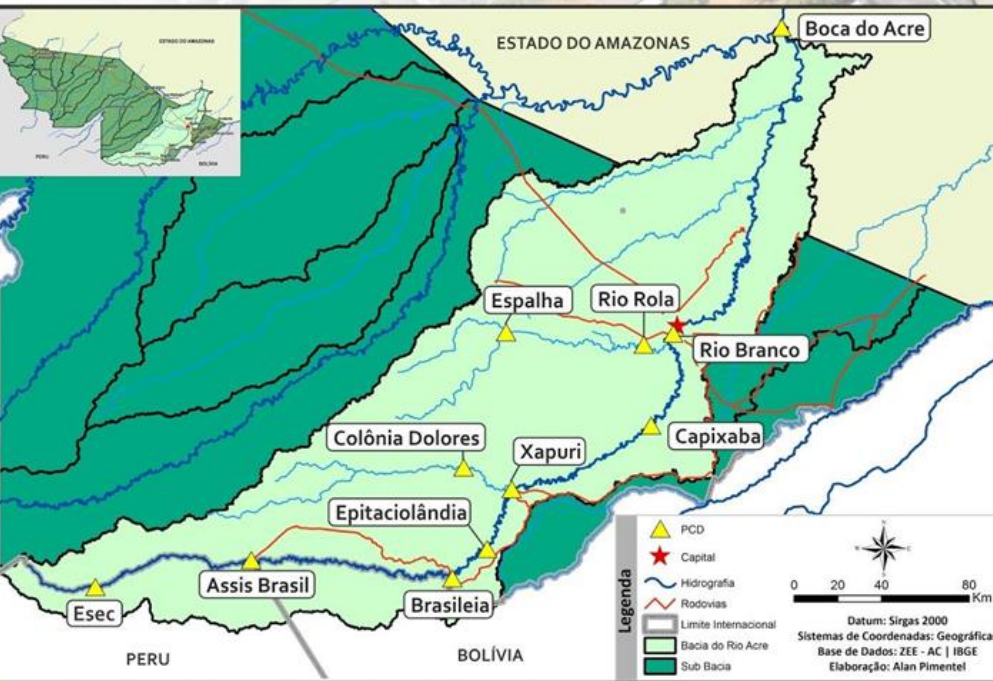 ESTADO DO AMAZONAS
PERU
BOLÍVIA
ESTADO DO AMAZONAS
Boca do Acre
Espalha
Rio Rola
Rio Branco
Colônia Dolores
Xapuri
Capixaba
Epitaciolândia
Assis Brasil
Esec
Brasileia
PERU
BOLÍVIA
Legenda
PCD
Capital
Hidrografia
Rodovias
Limite Internacional
Bacia do Rio Acre
Sub Bacia
N
0 20 40 80
Km
Datum: Sirgas 2000
Sistemas de Coordenadas: Geográfica
Base de Dados: ZEE - AC | IBGE
Elaboração: Alan Pimentel